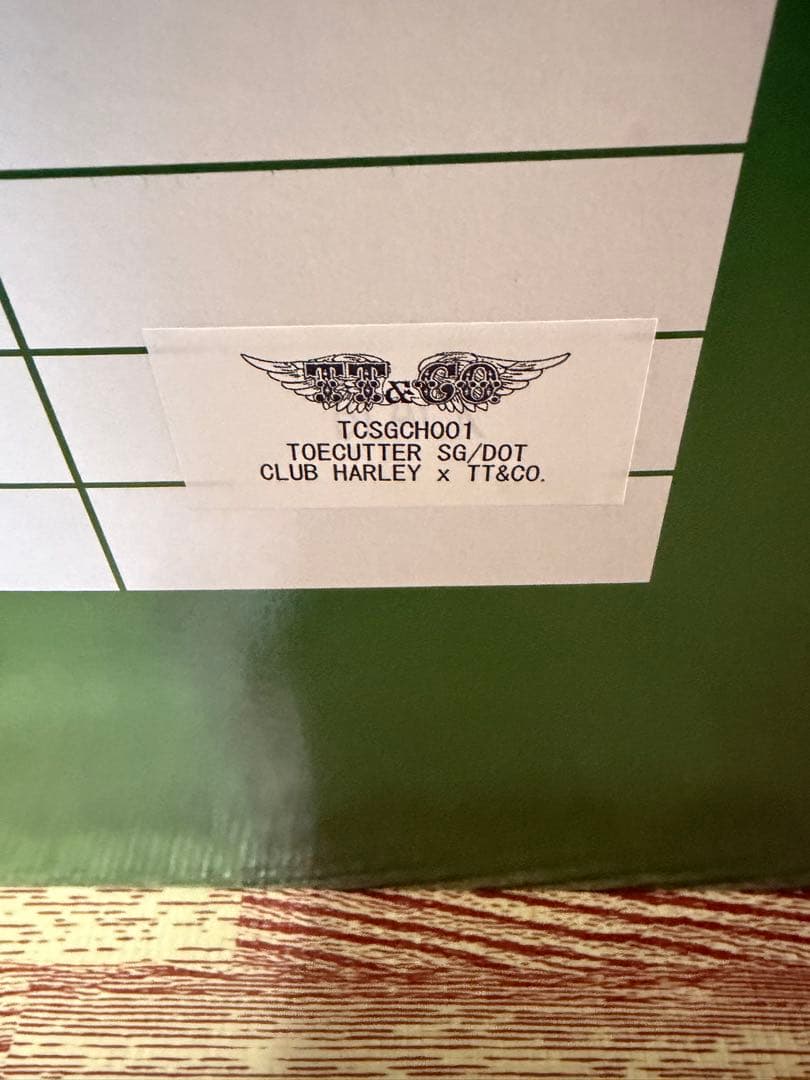 TT&CO.
TCSGCH001
TOECUTTER SG/DOT
CLUB HARLEY x TT&CO.